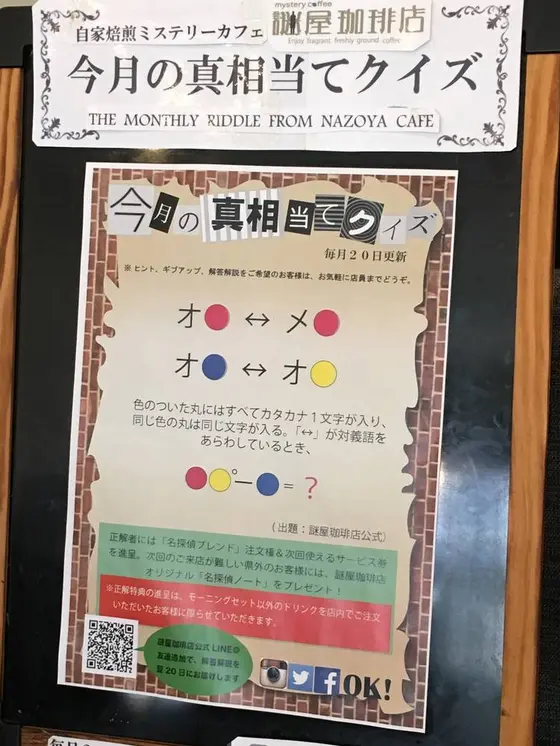 mystery coffee
自家焙煎ミステリーカフェ 謎屋珈琲店
Enjoy fragrant freshly ground coffee
今月の真相当てクイズ
THE MONTHLY RIDDLE FROM NAZOYA CAFE
今月の真相当てクイズ
毎月20日更新
※ヒント、ギブアップ、解答解説をご希望のお客様は、お気軽に店員までどうぞ。
オ ↔ メ
オ ↔ オ
色のついた丸にはすべてカタカナ1文字が入り、
同じ色の丸は同じ文字が入る。「↔」が対義語を
あらわしているとき、
゜ー = ?
(出題:謎屋珈琲店公式)
正解者には「名探偵ブレンド」注文権&次回使えるサービス券
を進呈。次回のご来店が難しい県外のお客様には、謎屋珈琲店
オリジナル「名探偵ノート」をプレゼント!
※正解特典の進呈は、モーニングセット以外のドリンクを店内でご注文
いただいたお客様に限らせていただきます。
謎屋珈琲店公式LINE@
友達追加で、解答解説を
翌20日にお届けします
OK!